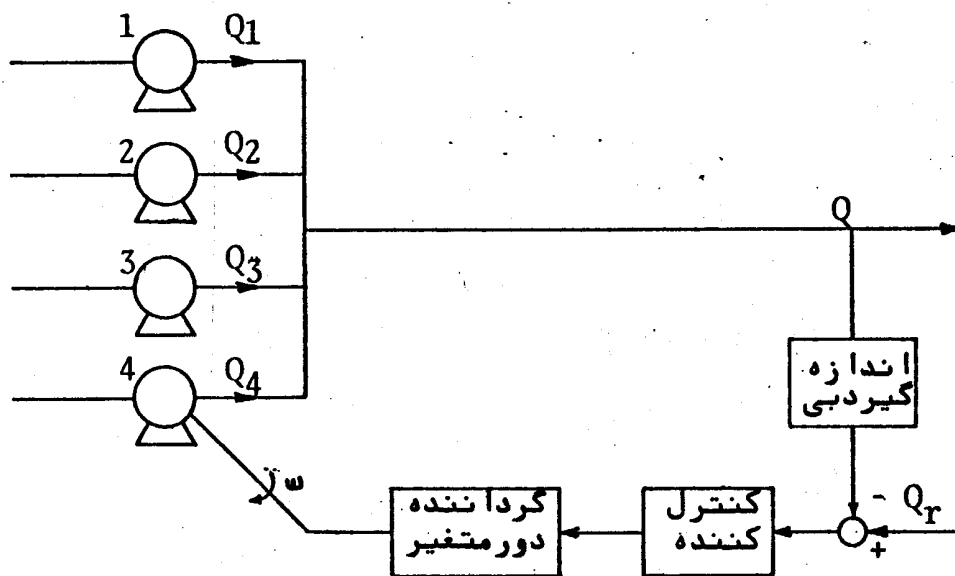 1
Q1
2
Q2
3
Q3
4
Q4
Q
اندازه
گیردبی
ω
گرداننده
دورمتغیر
کنترل
کننده
-
Qr
+